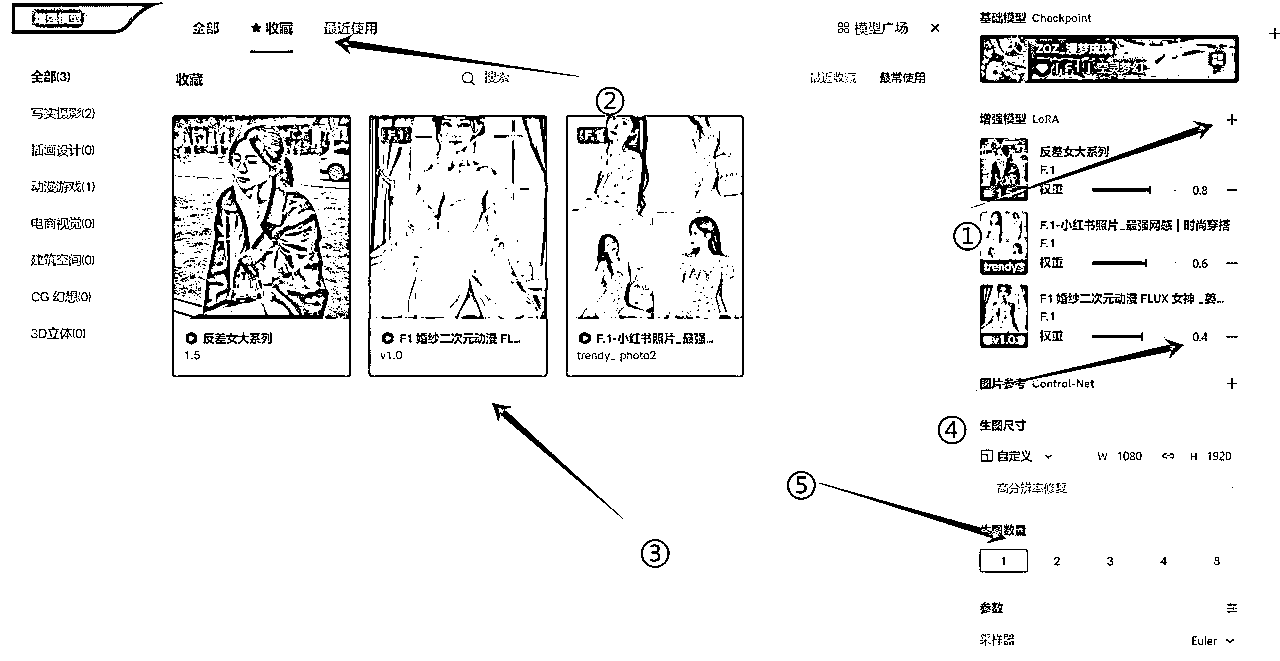 全部 ★ 收藏 最近使用
模型广场 ×
全部(3)
写实摄影(2)
插画设计(0)
动漫游戏(1)
电商视觉(0)
建筑空间(0)
CG 幻想(0)
3D立体(0)
收藏
搜索
最近收藏 最常使用
F.1
F.1
反差女大系列
1.5
F.1 婚纱二次元动漫 FL...
v1.0
F.1-小红书照片_最强...
trendy_ photo2
①
②
③
④
⑤
基础模型 Checkpoint
增强模型 LoRA
反差女大系列
F.1
权重 0.8
F.1-小红书照片_最强网感 | 时尚穿搭
F.1
权重 0.6
trendy
F.1 婚纱二次元动漫 FLUX 女神 _姜...
F.1
权重 0.4
v1.0
图片参考 Control-Net
生图尺寸
自定义 W 1080 H 1920
高分辨率修复
生图数量
1 2 3 4 8
参数
采样器 Euler